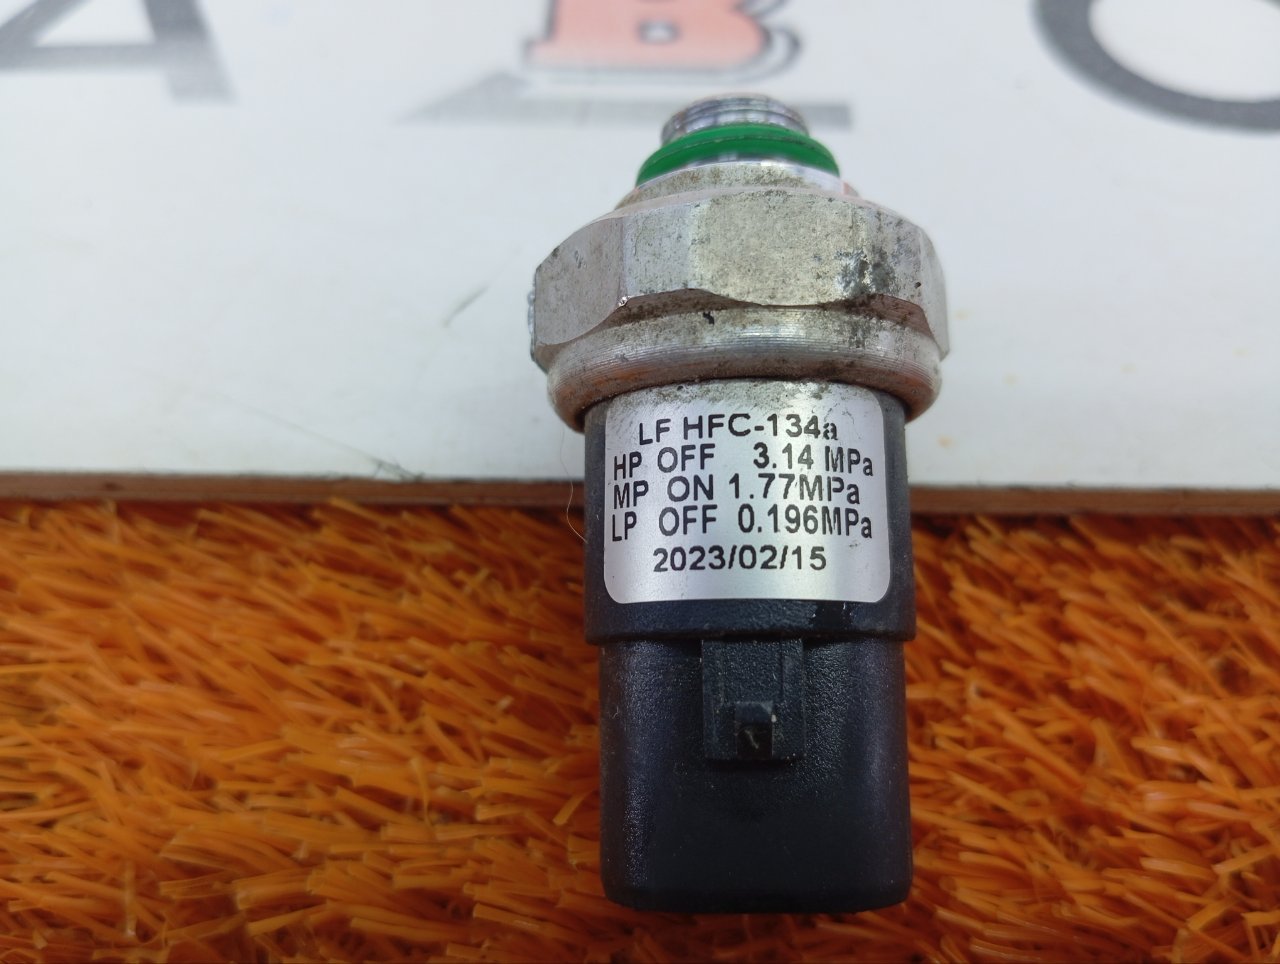 A B O
LF HFC-134a
HP OFF 3.14 MPa
MP ON 1.77MPa
LP OFF 0.196MPa
2023/02/15